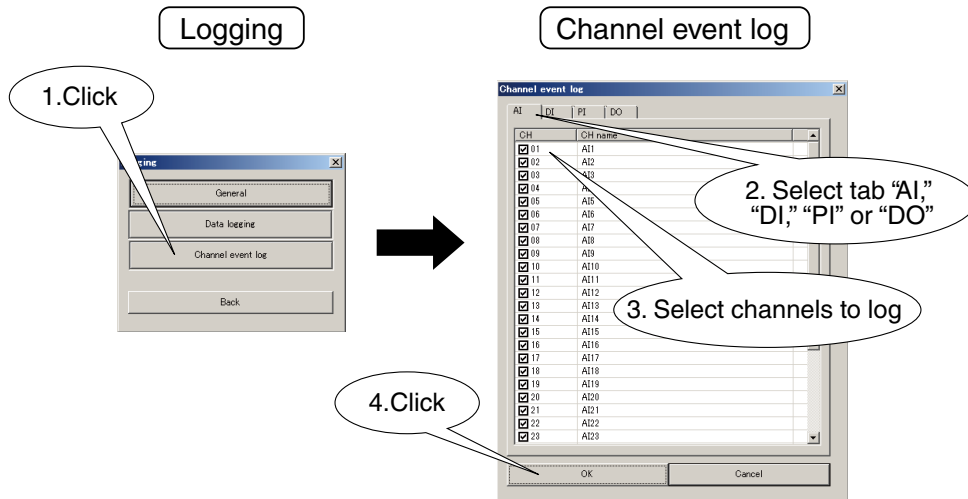 Logging
Channel event log
1.Click
General
Data logging
Channel event log
Back
Channel event log
AI DI PI DO
CH CH name
01 AI1
02 AI2
03 AI3
04
05 AI5
06 AI6
07 AI7
08 AI8
09 AI9
10 AI10
11 AI11
12 AI12
13 AI13
14 AI14
15 AI15
16 AI16
17 AI17
18 AI18
19 AI19
20 AI20
21 AI21
22 AI22
23 AI23
OK Cancel
2. Select tab “AI,”
“DI,” “PI” or “DO”
3. Select channels to log
4.Click